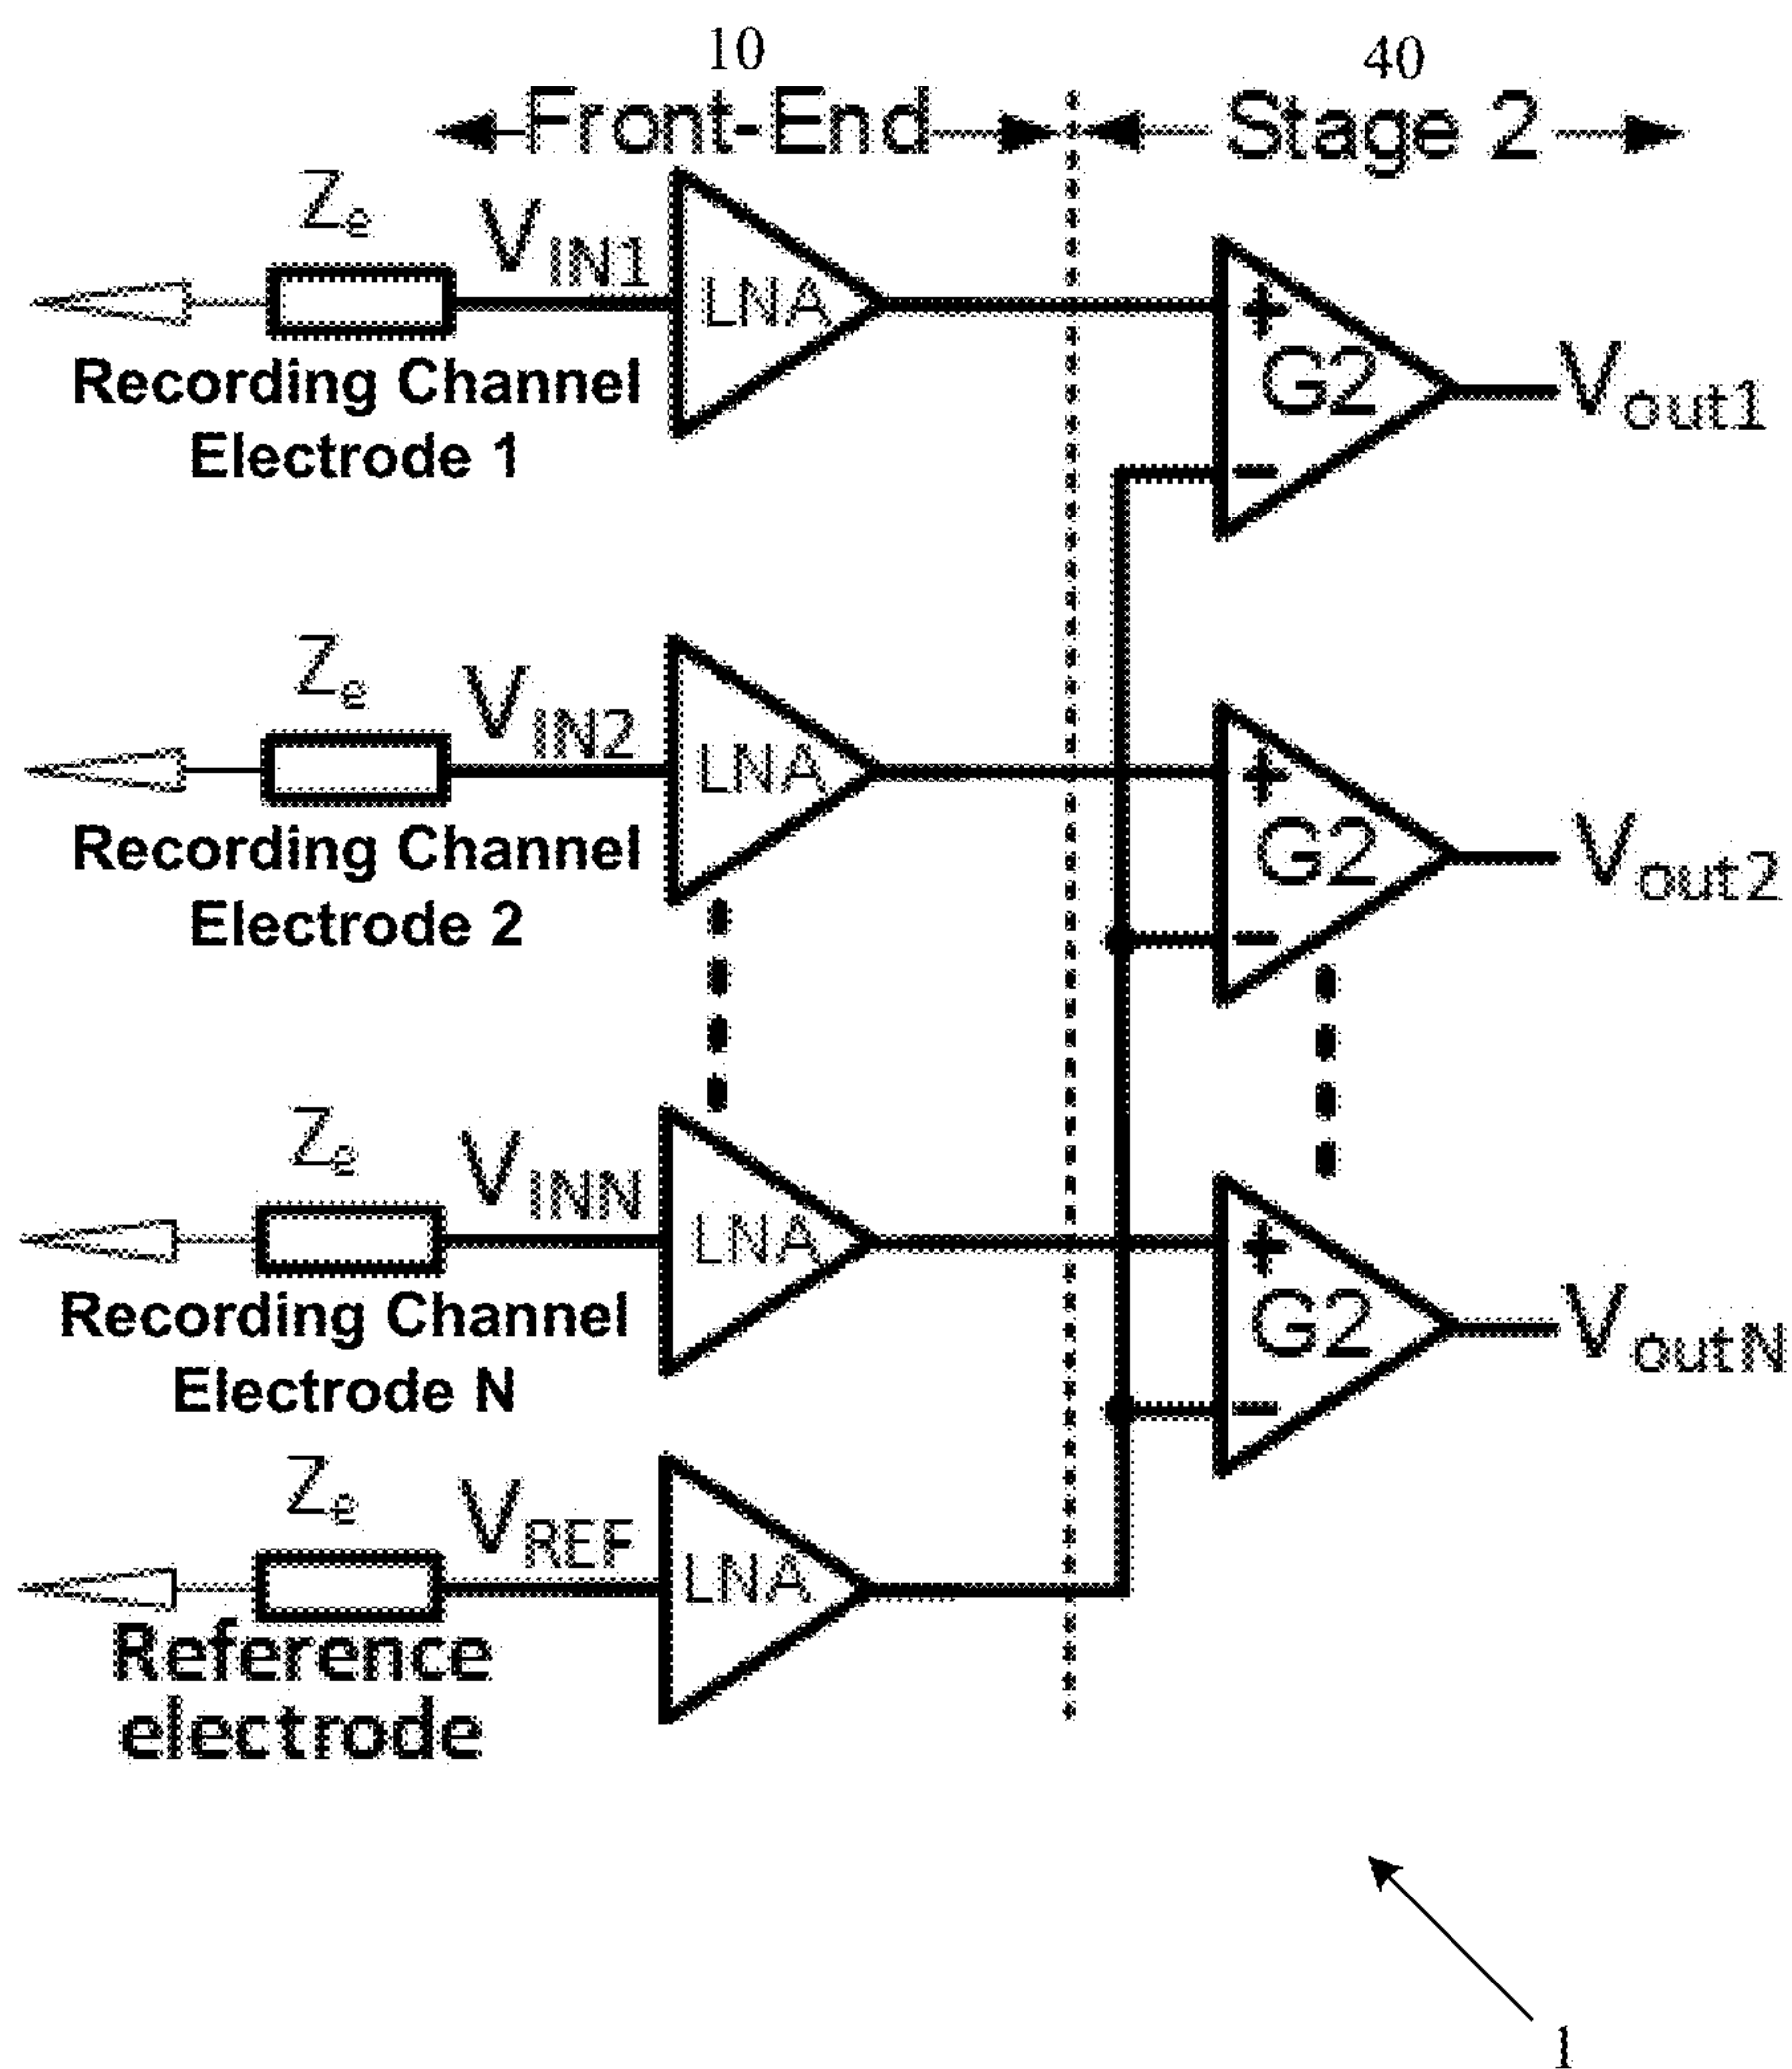 10
40
Front-End
Stage 2
Ze
VIN1
LNA
Recording Channel
Electrode 1
+
G2
−
Vout1
Ze
VIN2
LNA
Recording Channel
Electrode 2
+
G2
−
Vout2
Ze
VINN
LNA
Recording Channel
Electrode N
+
G2
−
VoutN
Ze
VREF
LNA
Reference
electrode
1